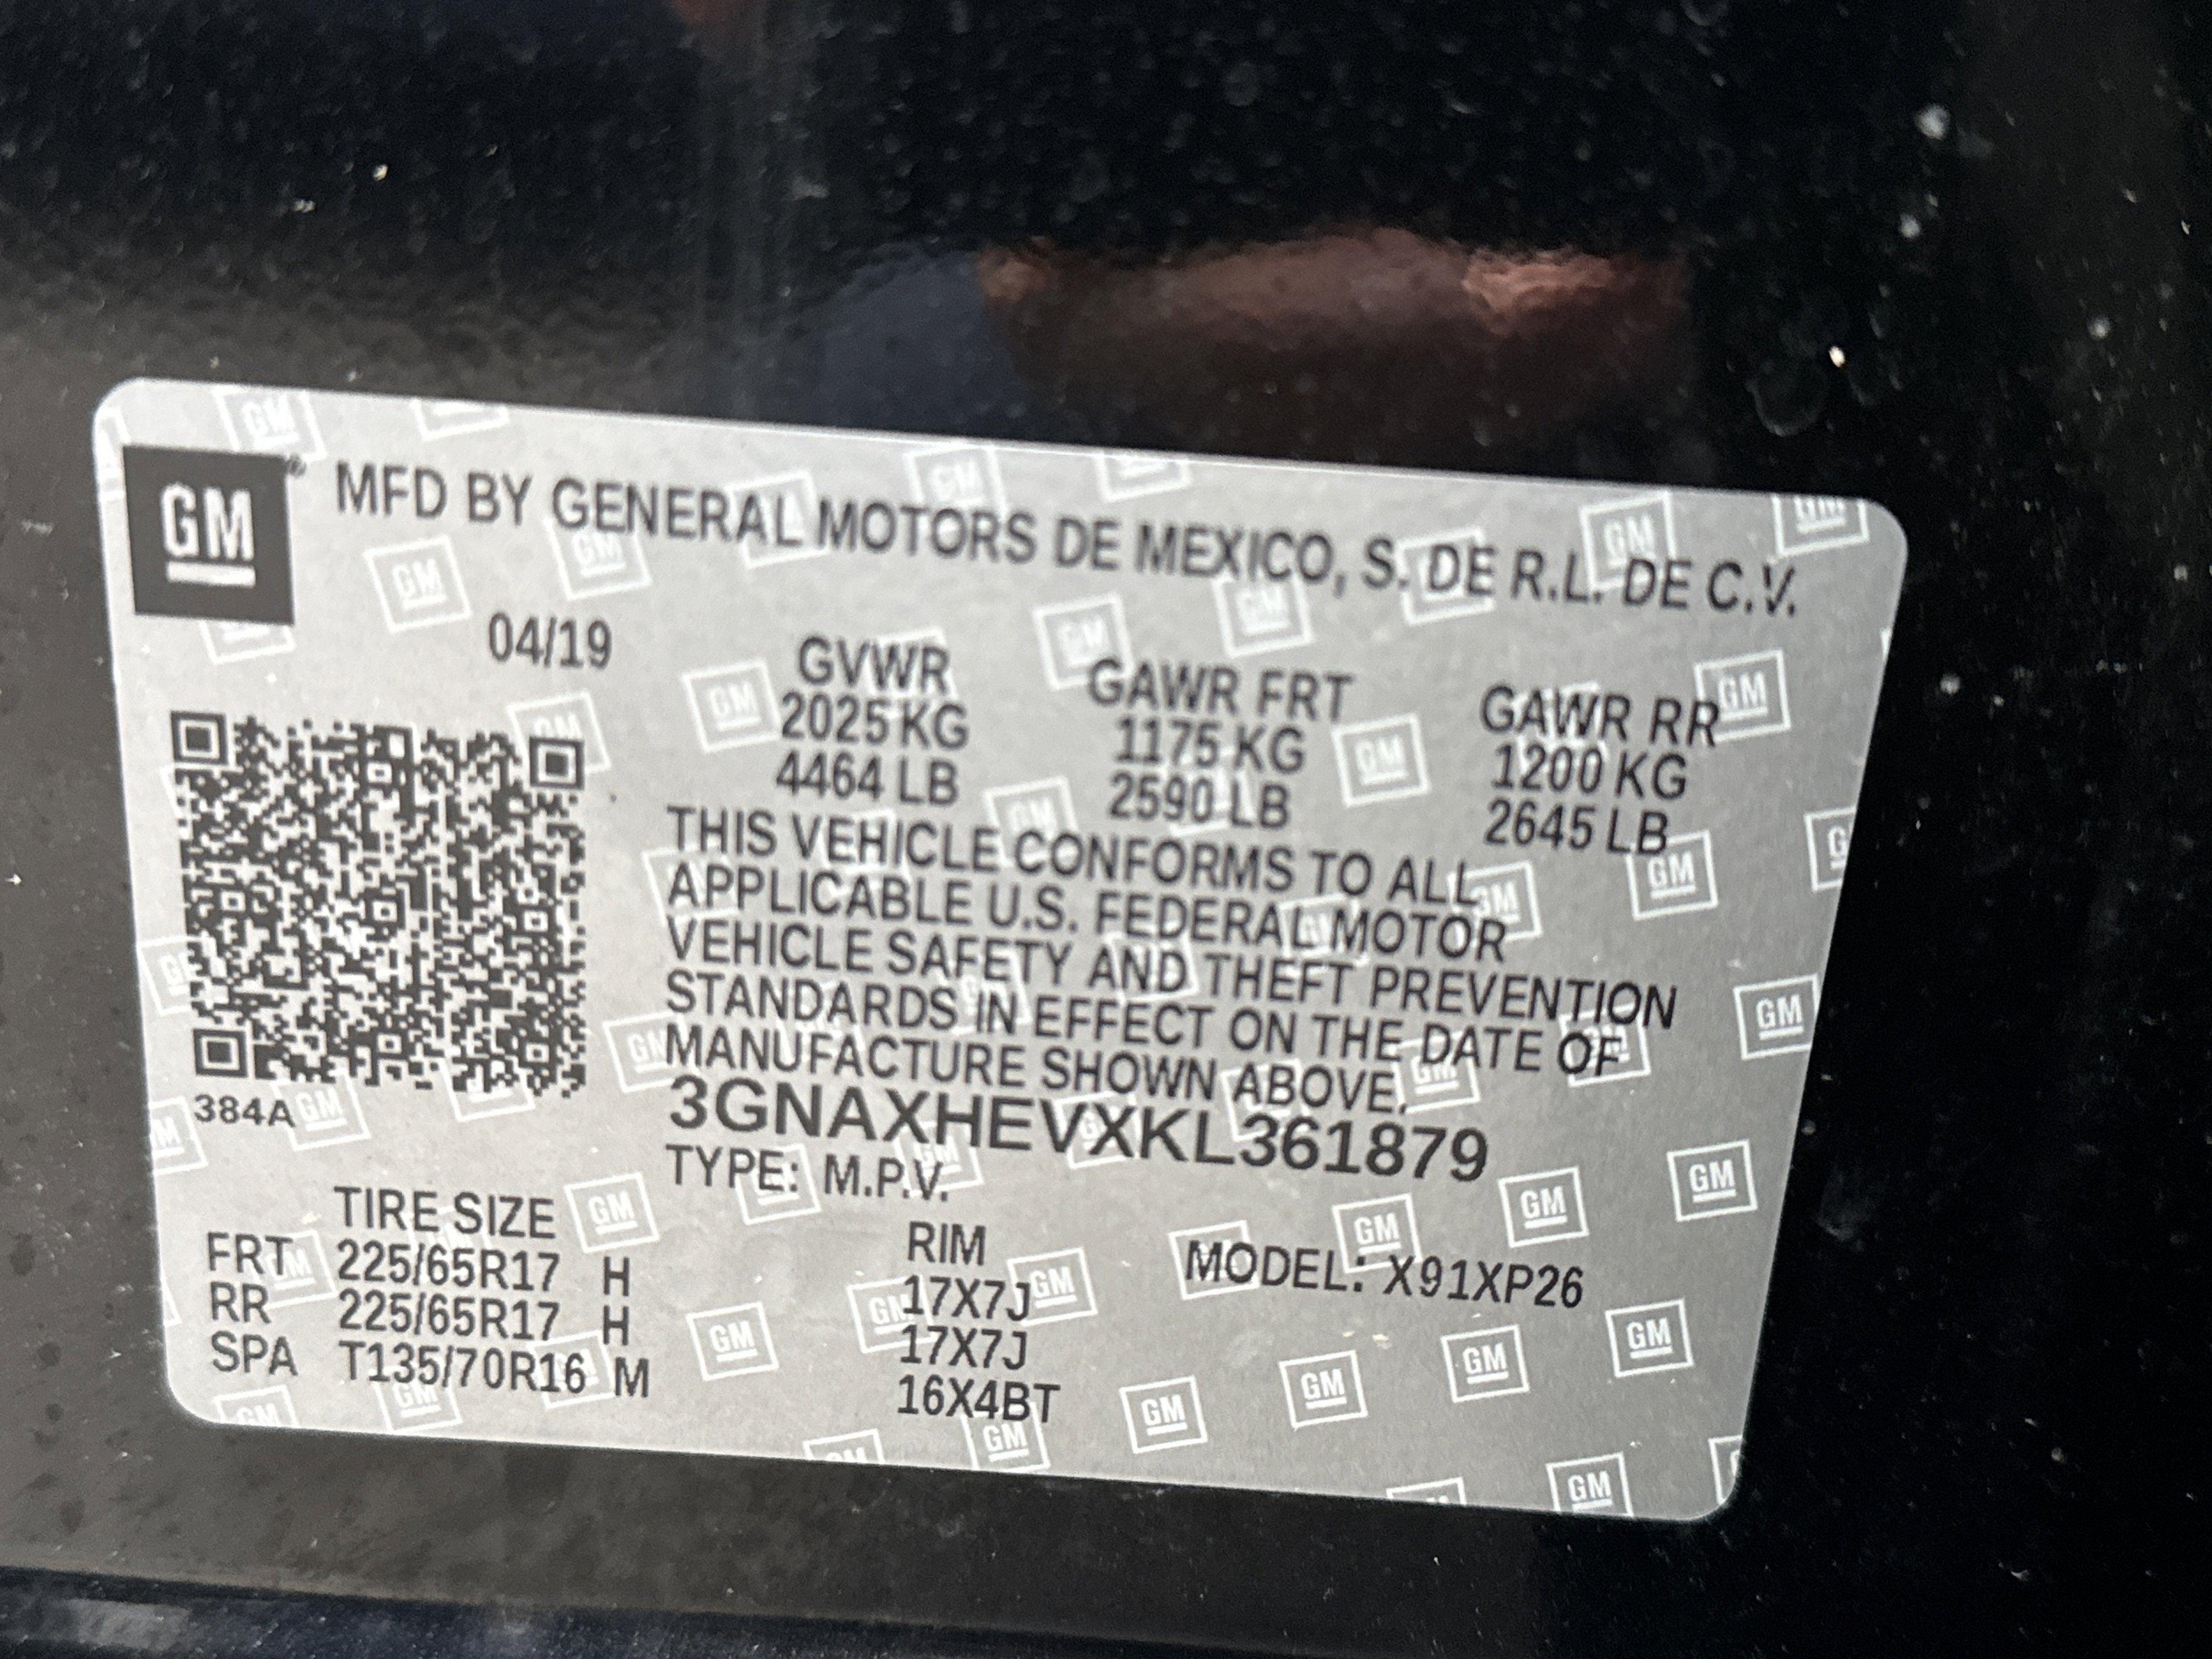 GM® MFD BY GENERAL MOTORS DE MEXICO, S. DE R.L. DE C.V.
04/19
GVWR GAWR FRT GAWR RR
2025 KG 1175 KG 1200 KG
4464 LB 2590 LB 2645 LB
THIS VEHICLE CONFORMS TO ALL
APPLICABLE U.S. FEDERAL MOTOR
VEHICLE SAFETY AND THEFT PREVENTION
STANDARDS IN EFFECT ON THE DATE OF
MANUFACTURE SHOWN ABOVE.
384A
3GNAXHEVXKL361879
TYPE: M.P.V.
TIRE SIZE RIM
MODEL: X91XP26
FRT 225/65R17 H 17X7J
RR 225/65R17 H 17X7J
SPA T135/70R16 M 16X4BT